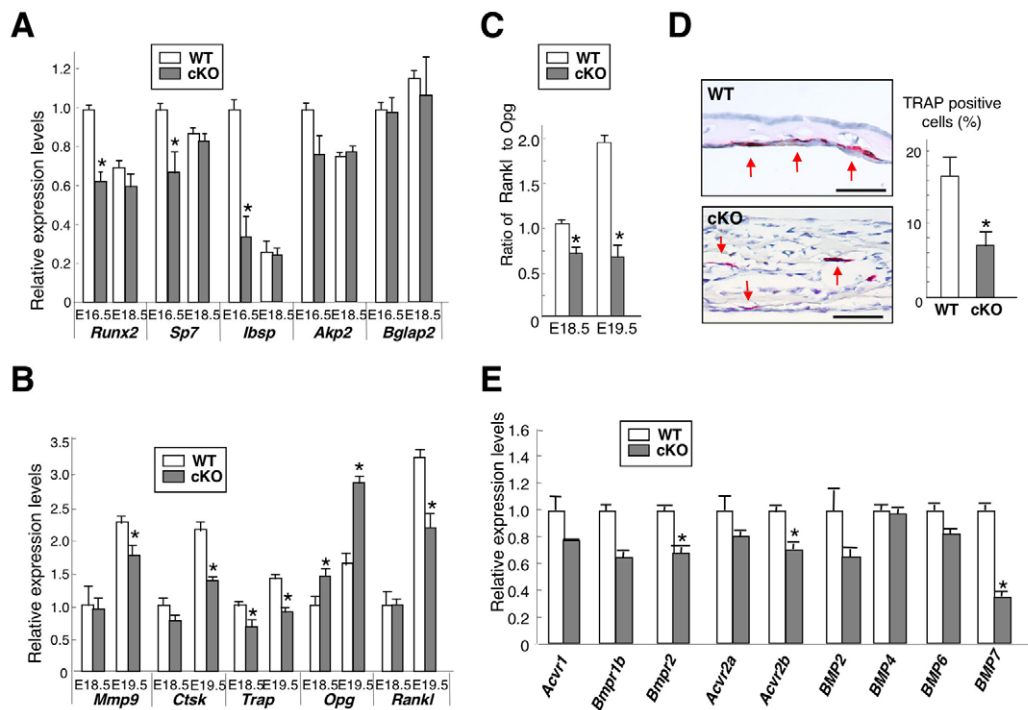 A
WT
cKO
Relative expression levels
1.2
1.0
0.8
0.6
0.4
0.2
0
* * *
E16.5 E18.5 E16.5 E18.5 E16.5 E18.5 E16.5 E18.5 E16.5 E18.5
Runx2 Sp7 Ibsp Akp2 Bglap2
C
WT
cKO
Ratio of Rankl to Opg
2.0
1.5
1.0
0.5
0
* *
E18.5 E19.5
D
WT
cKO
TRAP positive
cells (%)
20
15
10
5
0
*
WT cKO
B
WT
cKO
Relative expression levels
3.5
3.0
2.5
2.0
1.5
1.0
0.5
0
* * * * * * *
E18.5 E19.5 E18.5 E19.5 E18.5 E19.5 E18.5 E19.5 E18.5 E19.5
Mmp9 Ctsk Trap Opg Rankl
E
WT
cKO
Relative expression levels
1.6
1.4
1.2
1.0
0.8
0.6
0.4
0.2
0
* * *
Acvr1 Bmpr1b Bmpr2 Acvr2a Acvr2b BMP2 BMP4 BMP6 BMP7